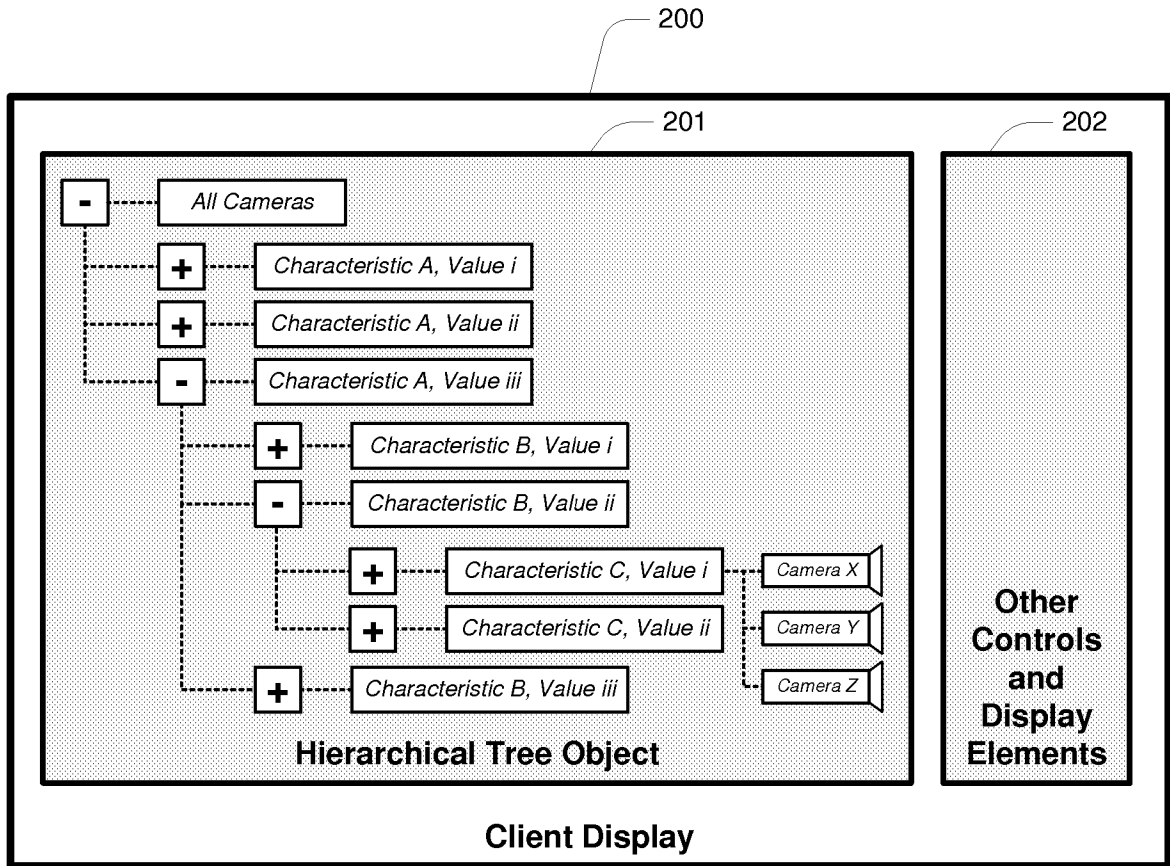 200
201
202
- All Cameras
+ Characteristic A, Value i
+ Characteristic A, Value ii
- Characteristic A, Value iii
+ Characteristic B, Value i
- Characteristic B, Value ii
+ Characteristic C, Value i
Camera X
+ Characteristic C, Value ii
Camera Y
+ Characteristic B, Value iii
Camera Z
Hierarchical Tree Object
Other
Controls
and
Display
Elements
Client Display